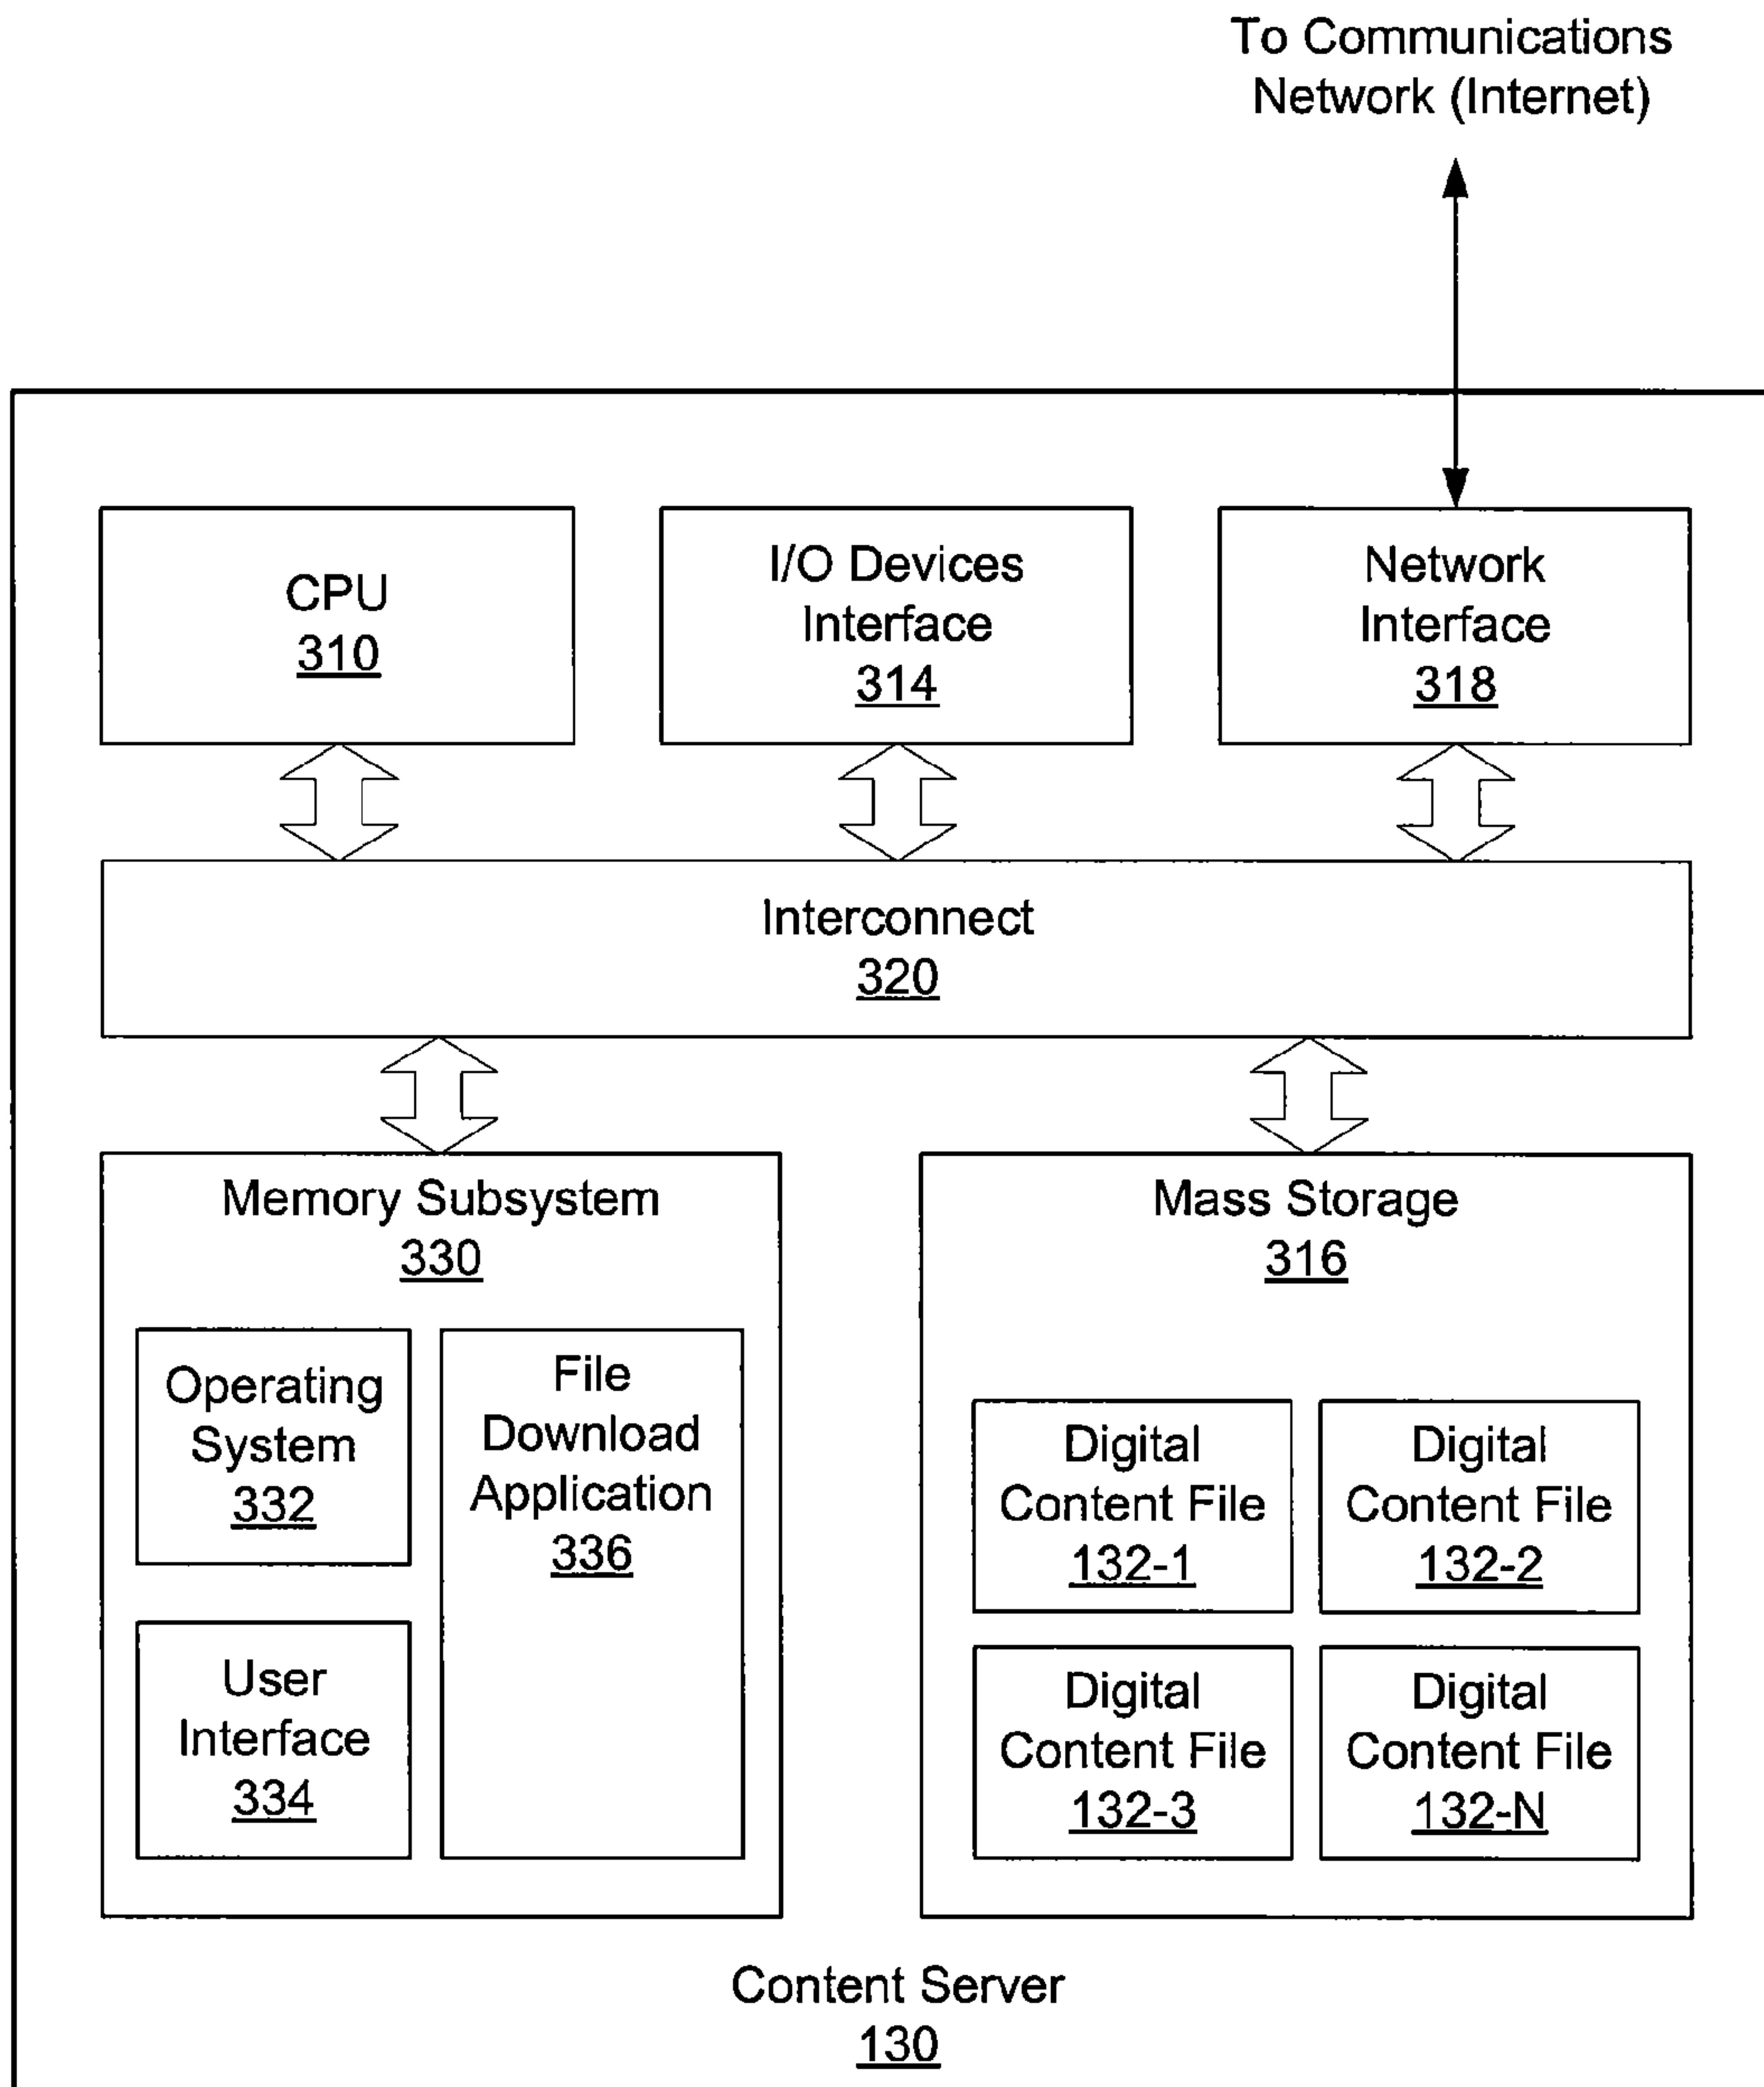 To Communications
Network (Internet)
CPU
310
I/O Devices
Interface
314
Network
Interface
318
Interconnect
320
Memory Subsystem
330
Operating
System
332
User
Interface
334
File
Download
Application
336
Mass Storage
316
Digital
Content File
132-1
Digital
Content File
132-2
Digital
Content File
132-3
Digital
Content File
132-N
Content Server
130